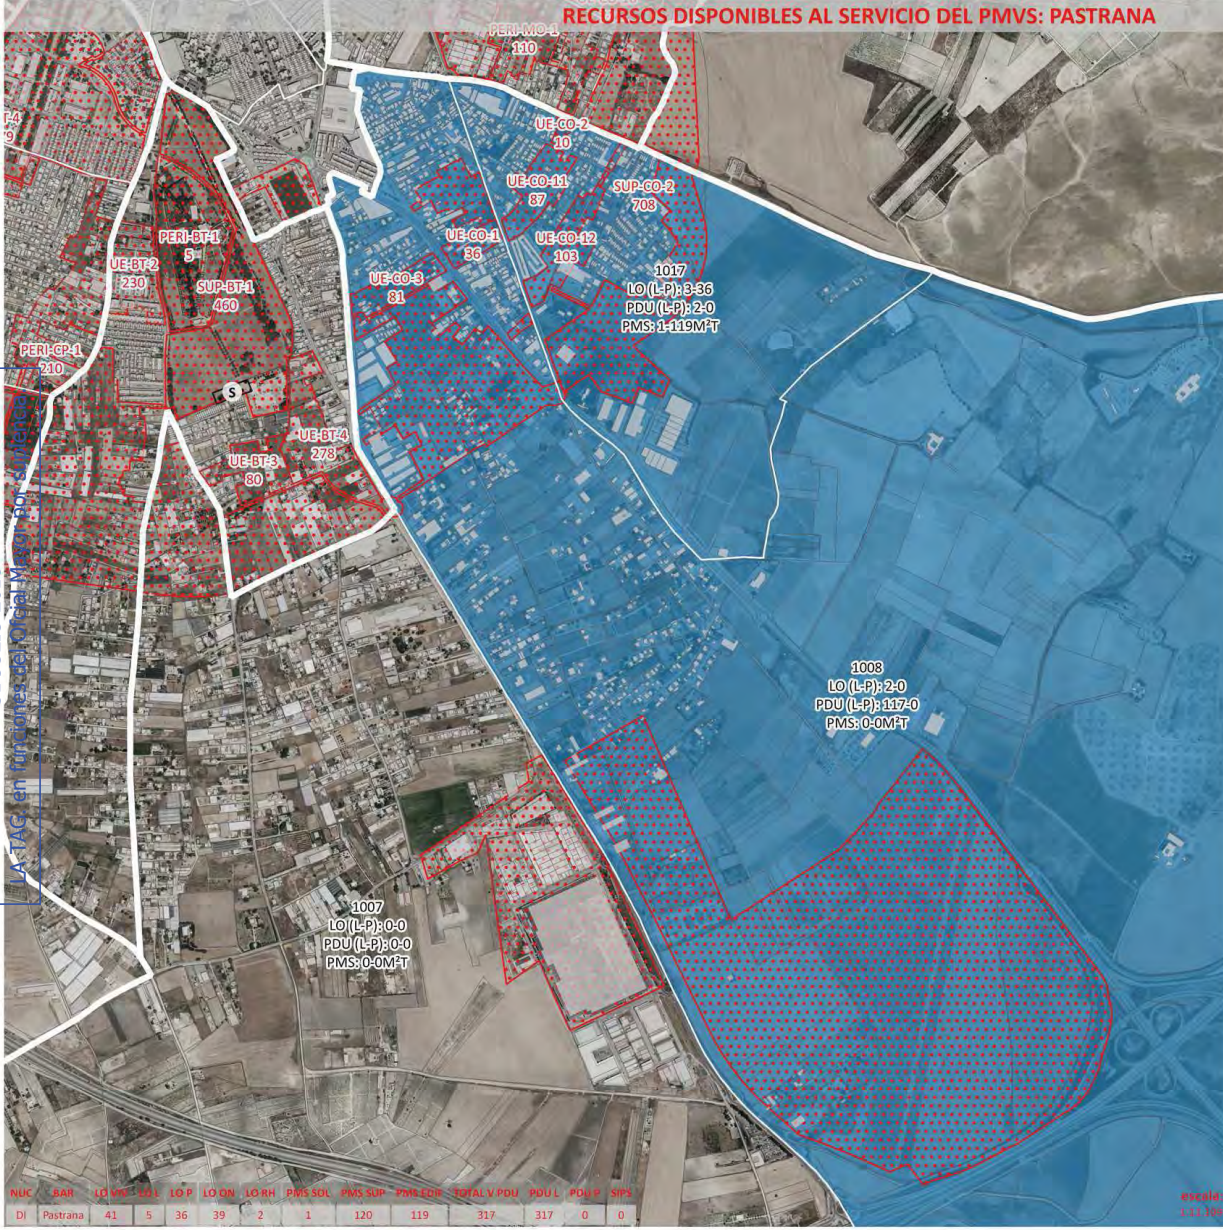 RECURSOS DISPONIBLES AL SERVICIO DEL PMVS: PASTRANA
PERI-MO-1
110
UE-CO-2
10
UE-CO-11
87
SUP-CO-2
708
UE-CO-1
36
UE-CO-12
103
UE-CO-3
81
1017
LO (L-P): 3-36
PDU (L-P): 2-0
PMS: 1-119M²T
PERI-BT-1
5
UE-BT-2
230
SUP-BT-1
460
PERI-CP-1
210
S
UE-BT-4
278
UE-BT-3
80
LA TAG. en funciones del Oficial Mayor por suplencia
1008
LO (L-P): 2-0
PDU (L-P): 117-0
PMS: 0-0M²T
1007
LO (L-P): 0-0
PDU (L-P): 0-0
PMS: 0-0M²T
NUC BAR LO VIV LO L LO P LO ON LO RH PMS SOL PMS SUP PMS EDIF TOTAL V PDU PDU L PDU P SIPS
DI Pastrana 41 5 36 39 2 1 120 119 317 317 0 0
escala: